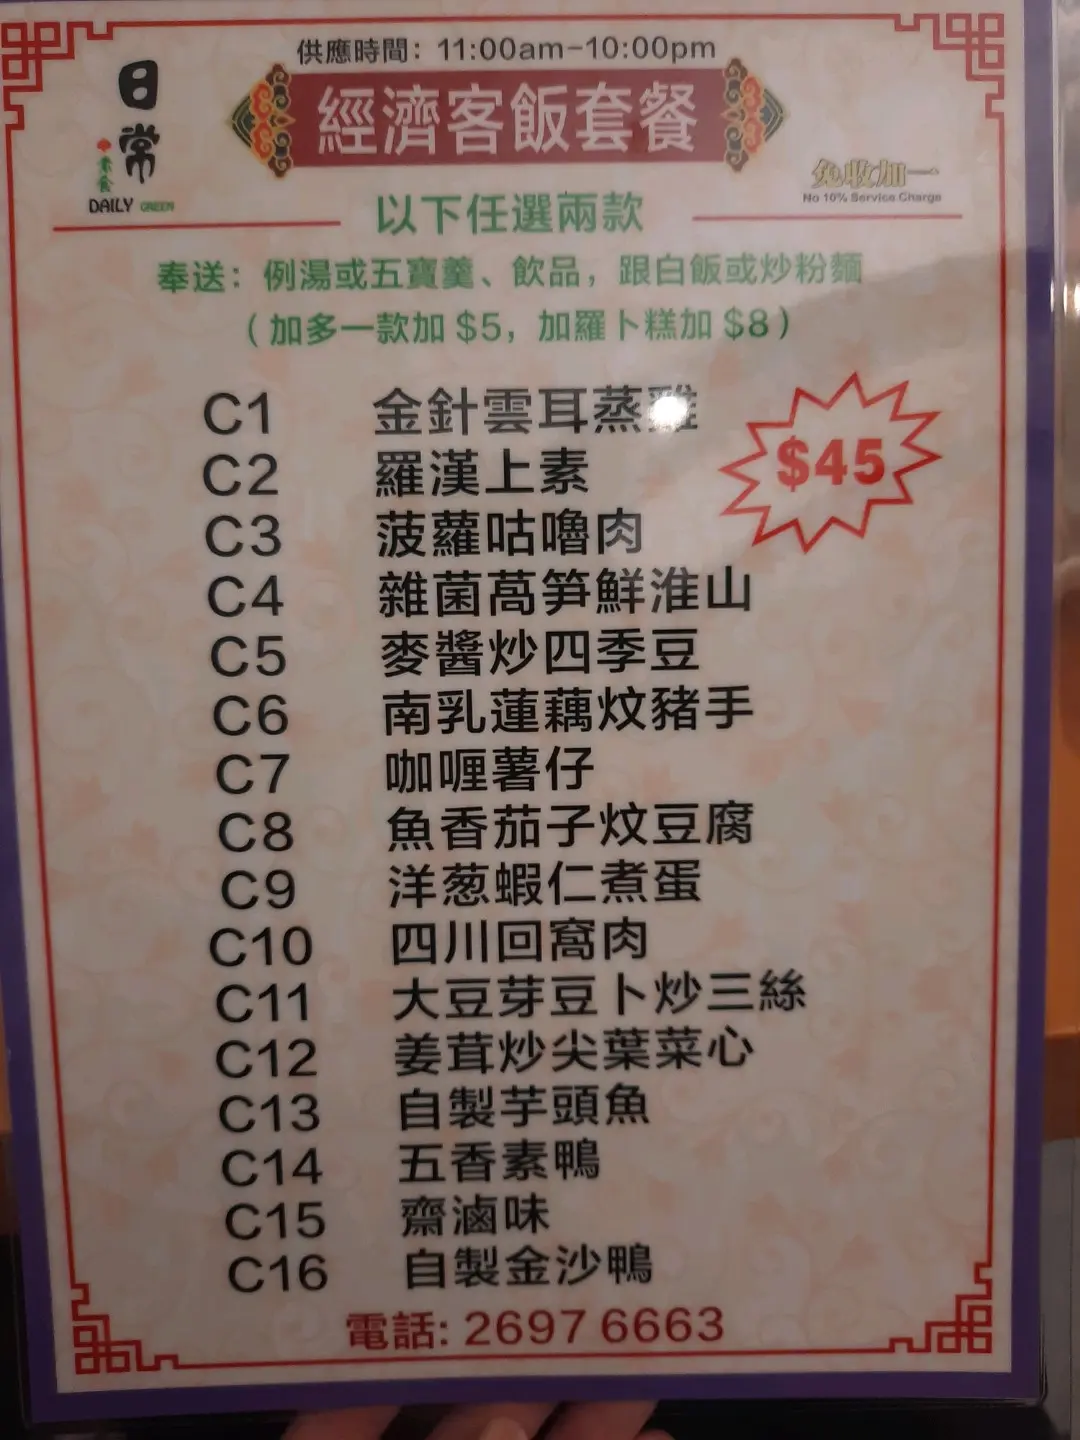 供應時間：11:00am-10:00pm
日常
素食
DAILY GREEN
經濟客飯套餐
免收加一
No 10% Service Charge
以下任選兩款
奉送：例湯或五寶羹、飲品，跟白飯或炒粉麵
（加多一款加 $5，加羅卜糕加 $8）
$45
C1 金針雲耳蒸雞
C2 羅漢上素
C3 菠蘿咕嚕肉
C4 雜菌萵笋鮮淮山
C5 麥醬炒四季豆
C6 南乳蓮藕炆豬手
C7 咖喱薯仔
C8 魚香茄子炆豆腐
C9 洋葱蝦仁煮蛋
C10 四川回窩肉
C11 大豆芽豆卜炒三絲
C12 姜茸炒尖葉菜心
C13 自製芋頭魚
C14 五香素鴨
C15 齋滷味
C16 自製金沙鴨
電話: 2697 6663